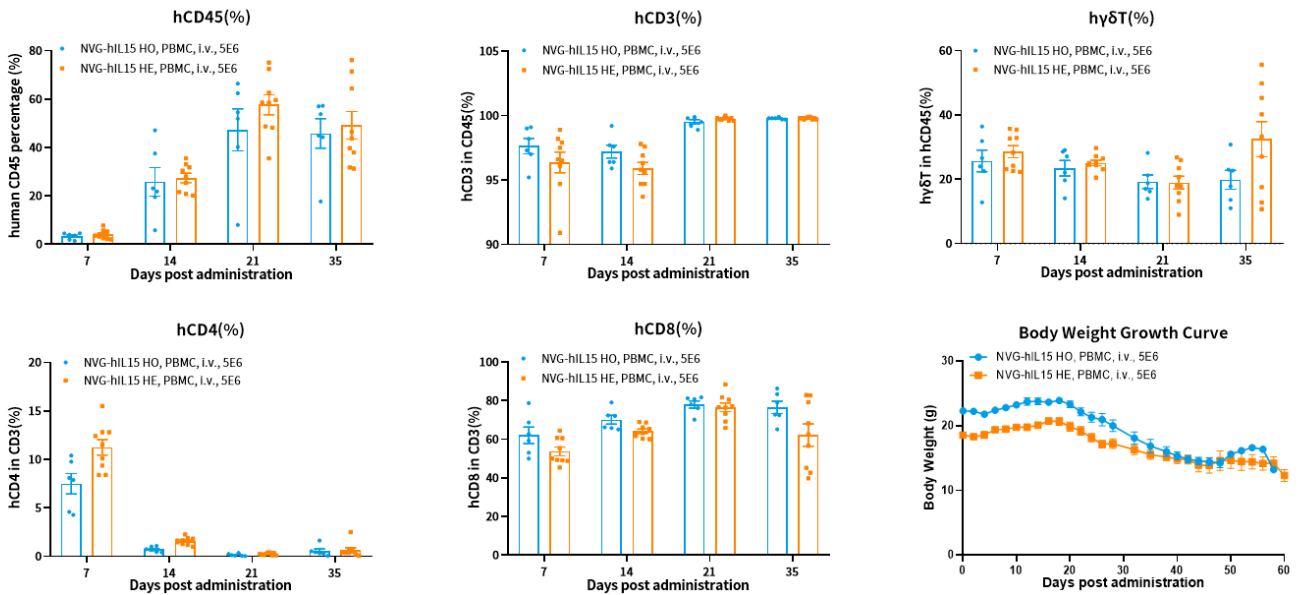 hCD45(%)
NVG-hIL15 HO, PBMC, i.v., 5E6
NVG-hIL15 HE, PBMC, i.v., 5E6
human CD45 percentage (%)
80
60
40
20
0
7 14 21 35
Days post administration
hCD3(%)
NVG-hIL15 HO, PBMC, i.v., 5E6
NVG-hIL15 HE, PBMC, i.v., 5E6
hCD3 in CD45(%)
105
100
95
90
7 14 21 35
Days post administration
hγδT(%)
NVG-hIL15 HO, PBMC, i.v., 5E6
NVG-hIL15 HE, PBMC, i.v., 5E6
hγδT in hCD45(%)
60
40
20
0
7 14 21 35
Days post administration
hCD4(%)
NVG-hIL15 HO, PBMC, i.v., 5E6
NVG-hIL15 HE, PBMC, i.v., 5E6
hCD4 in CD3(%)
20
15
10
5
0
7 14 21 35
Days post administration
hCD8(%)
NVG-hIL15 HO, PBMC, i.v., 5E6
NVG-hIL15 HE, PBMC, i.v., 5E6
hCD8 in CD3(%)
100
80
60
40
20
0
7 14 21 35
Days post administration
Body Weight Growth Curve
NVG-hIL15 HO, PBMC, i.v., 5E6
NVG-hIL15 HE, PBMC, i.v., 5E6
Body Weight (g)
30
20
10
0
0 10 20 30 40 50 60
Days post administration